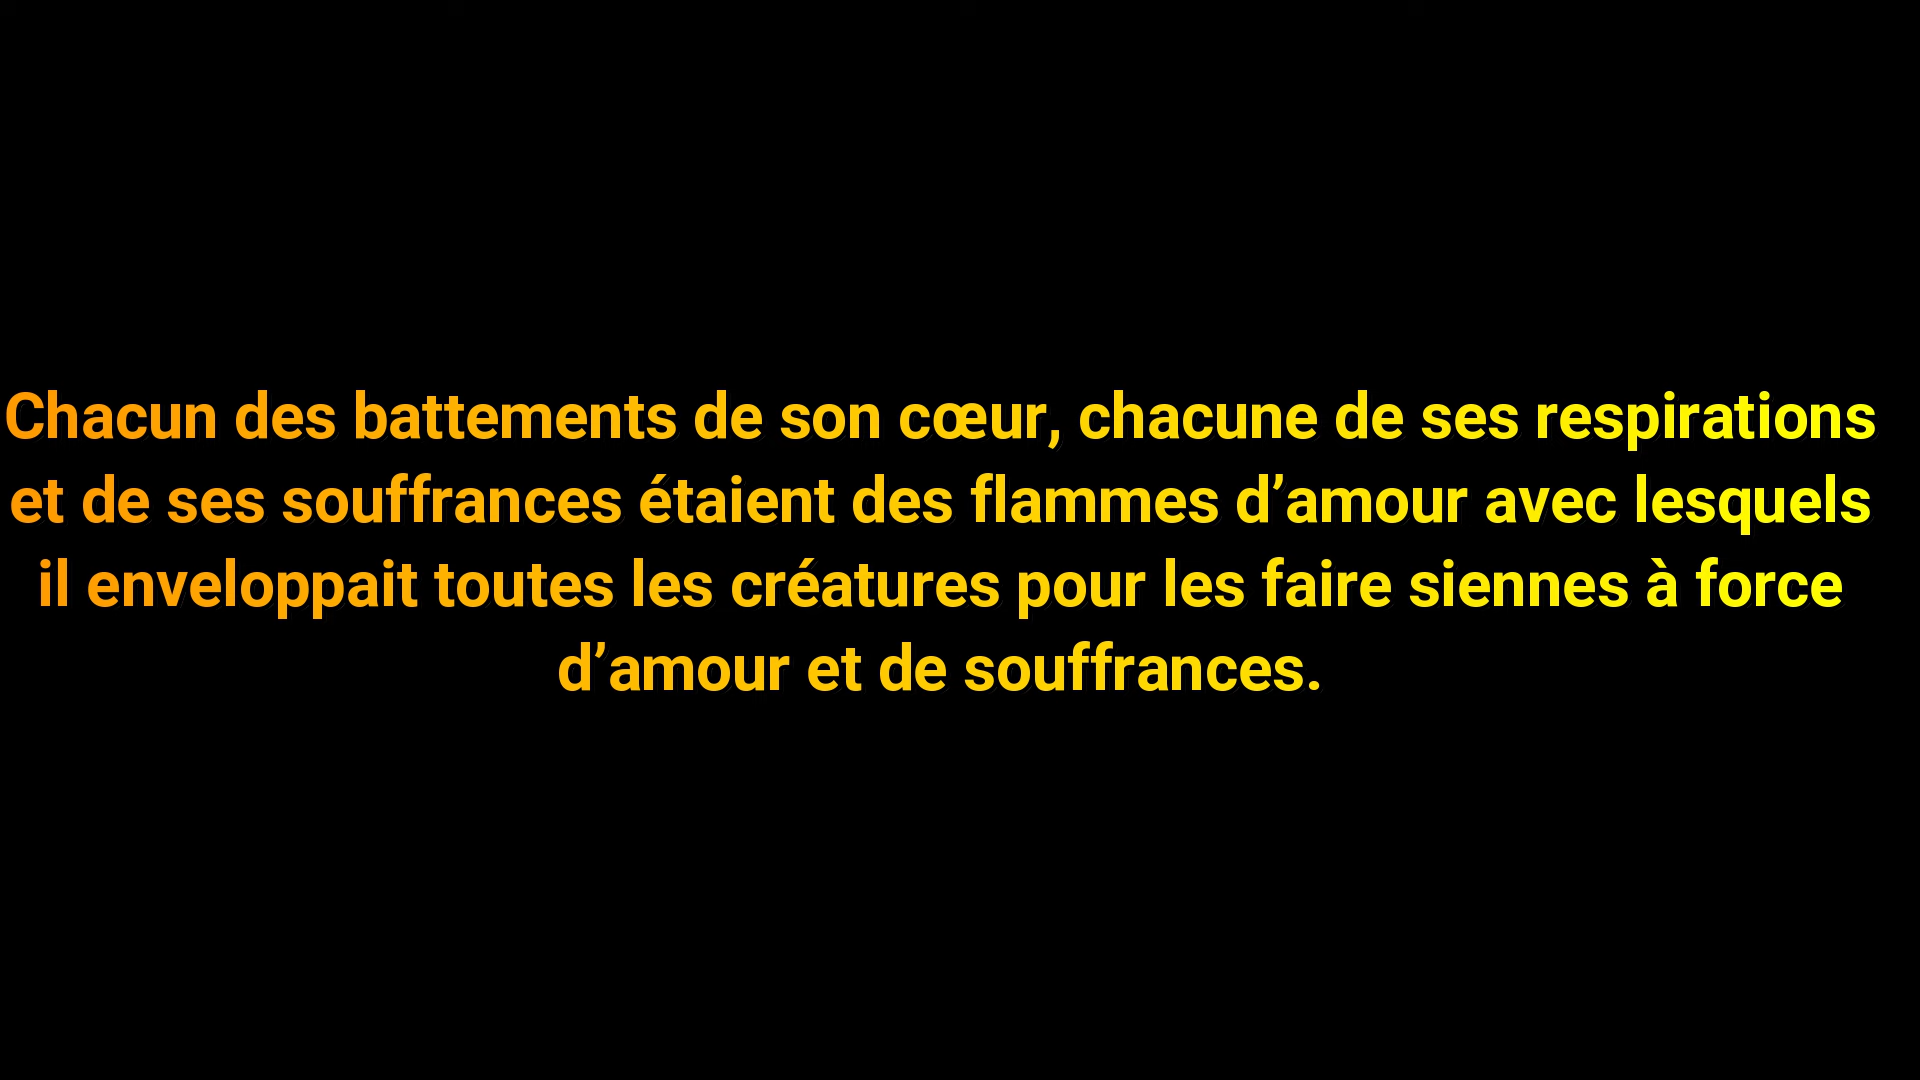 Chacun des battements de son cœur, chacune de ses respirations
et de ses souffrances étaient des flammes d’amour avec lesquels
il enveloppait toutes les créatures pour les faire siennes à force
d’amour et de souffrances.